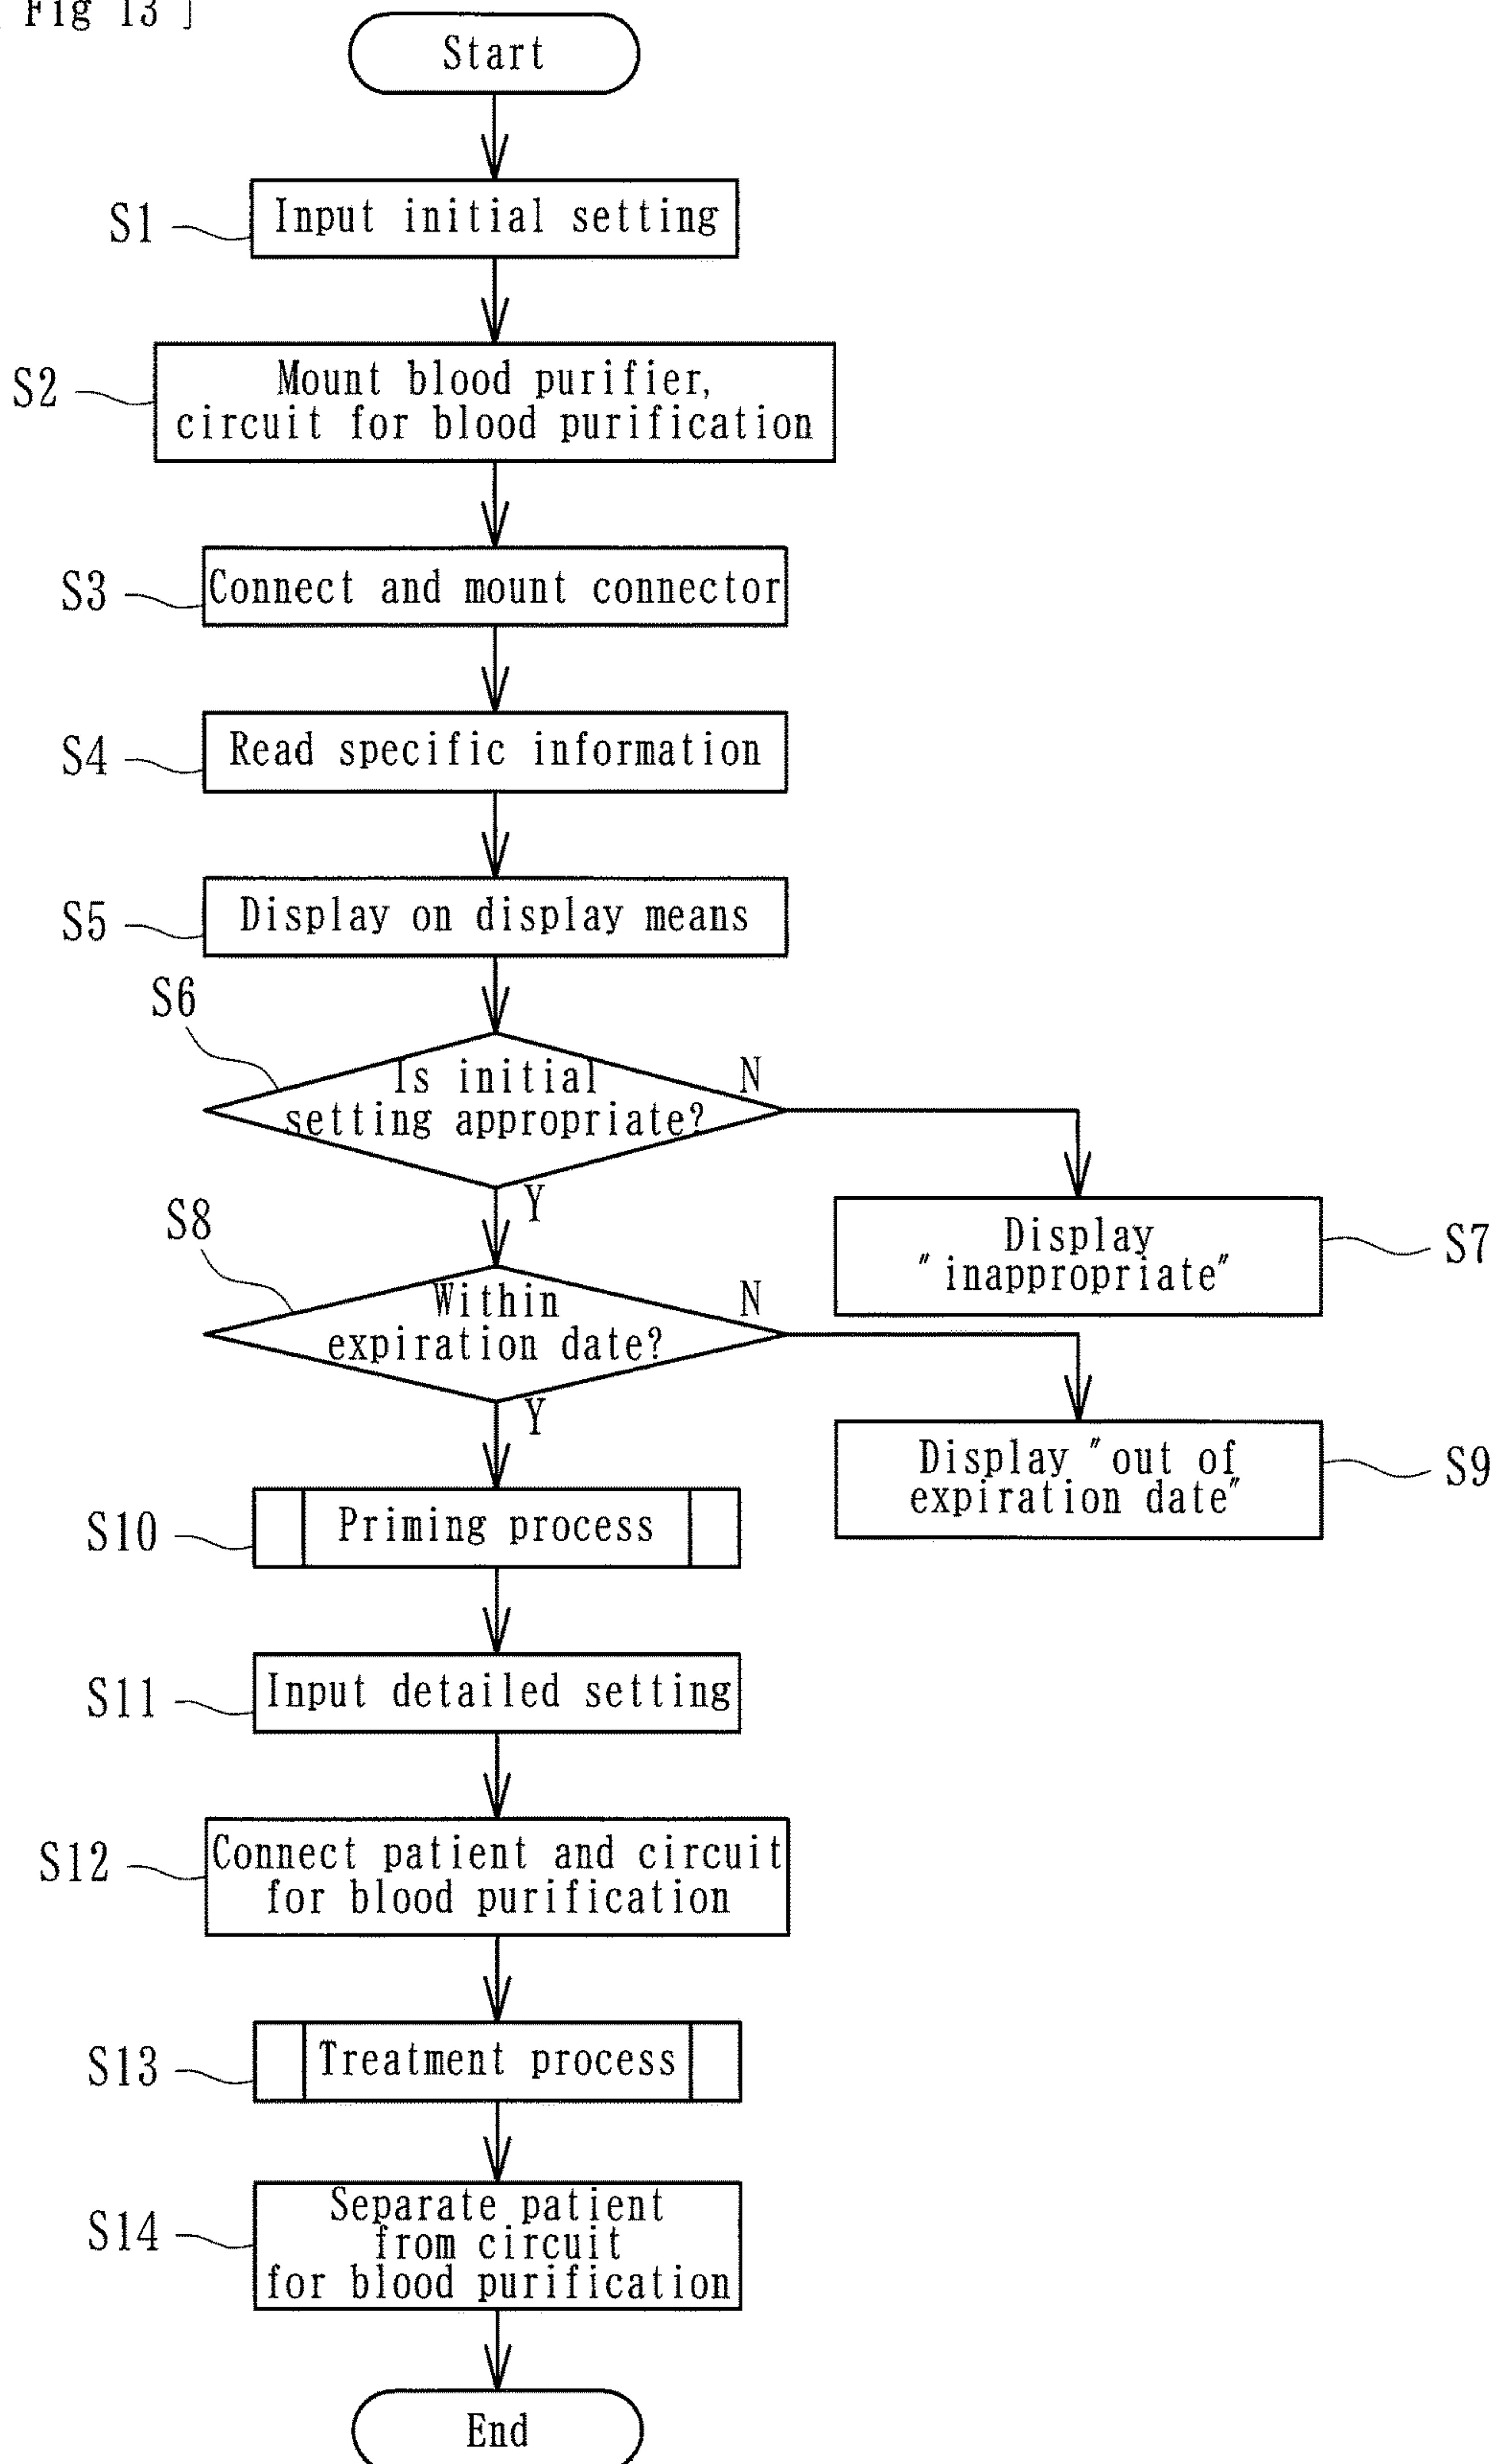 Fig 13 ]
Start
S1
Input initial setting
S2
Mount blood purifier,
circuit for blood purification
S3
Connect and mount connector
S4
Read specific information
S5
Display on display means
S6
Is initial
setting appropriate?
N
Y
S7
Display
"inappropriate"
S8
Within
expiration date?
N
Y
S9
Display "out of
expiration date"
S10
Priming process
S11
Input detailed setting
S12
Connect patient and circuit
for blood purification
S13
Treatment process
S14
Separate patient
from circuit
for blood purification
End